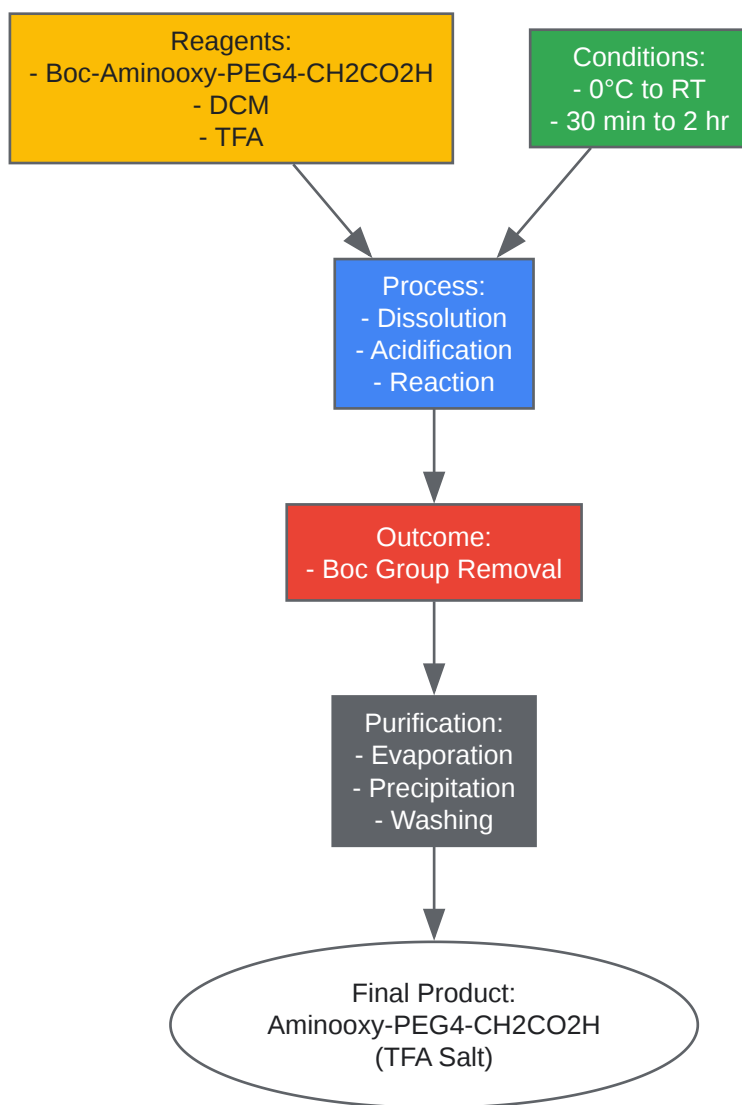 Reagents:
- Boc-Aminooxy-PEG4-CH2CO2H
- DCM
- TFA
Conditions:
- 0°C to RT
- 30 min to 2 hr
Process:
- Dissolution
- Acidification
- Reaction
Outcome:
- Boc Group Removal
Purification:
- Evaporation
- Precipitation
- Washing
Final Product:
Aminooxy-PEG4-CH2CO2H
(TFA Salt)